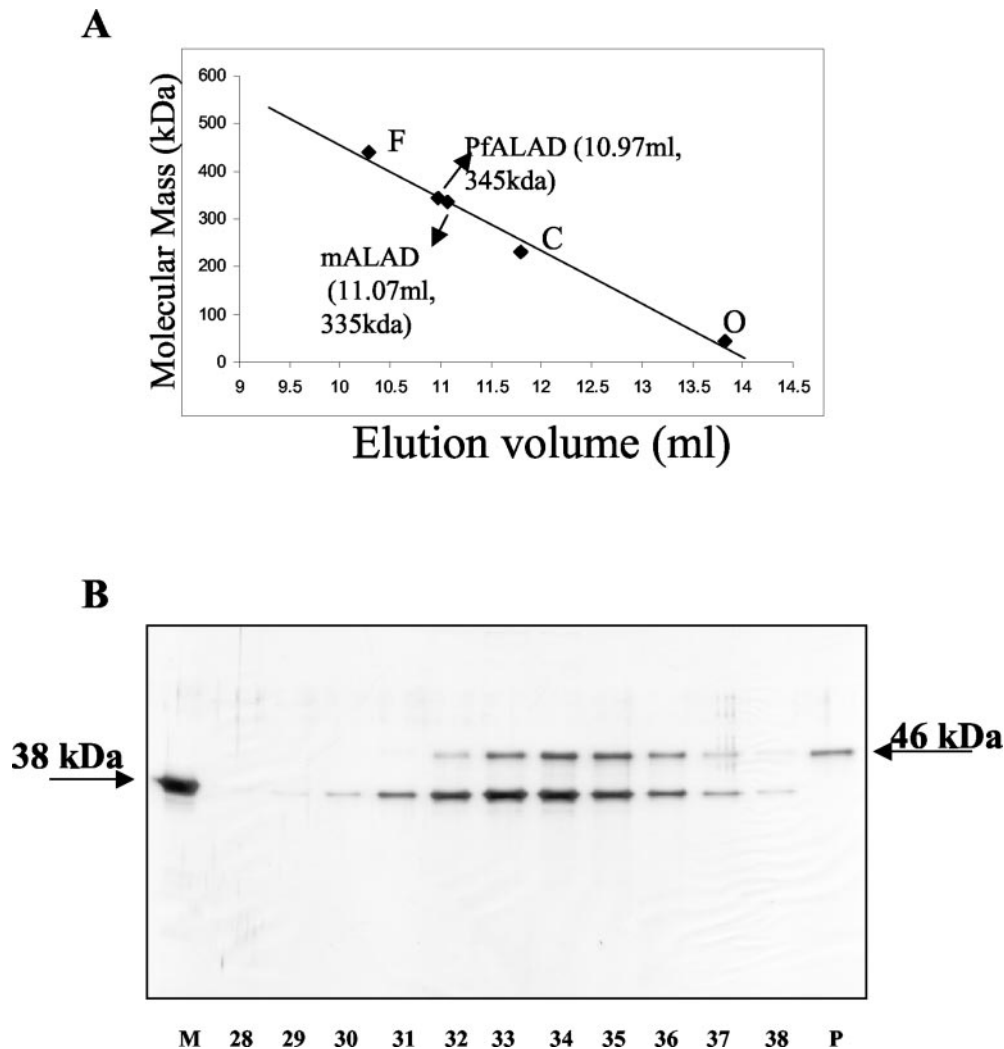 A
Molecular Mass (kDa)
600
500
400
300
200
100
0
F
PfALAD (10.97ml,
345kda)
mALAD
(11.07ml,
335kda)
C
O
9 9.5 10 10.5 11 11.5 12 12.5 13 13.5 14 14.5
Elution volume (ml)
B
38 kDa
46 kDa
M 28 29 30 31 32 33 34 35 36 37 38 P